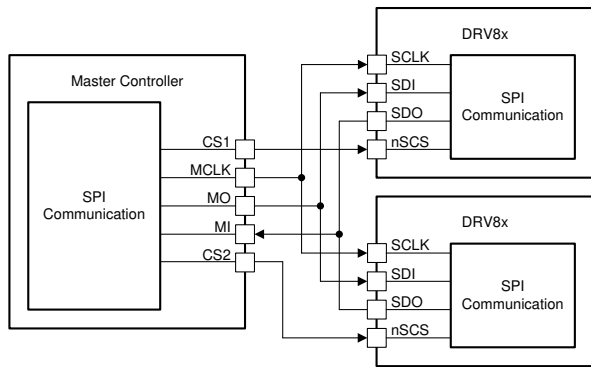 Master Controller
SPI
Communication
CS1
MCLK
MO
MI
CS2
DRV8x
SCLK
SDI
SDO
nSCS
SPI
Communication
DRV8x
SCLK
SDI
SDO
nSCS
SPI
Communication